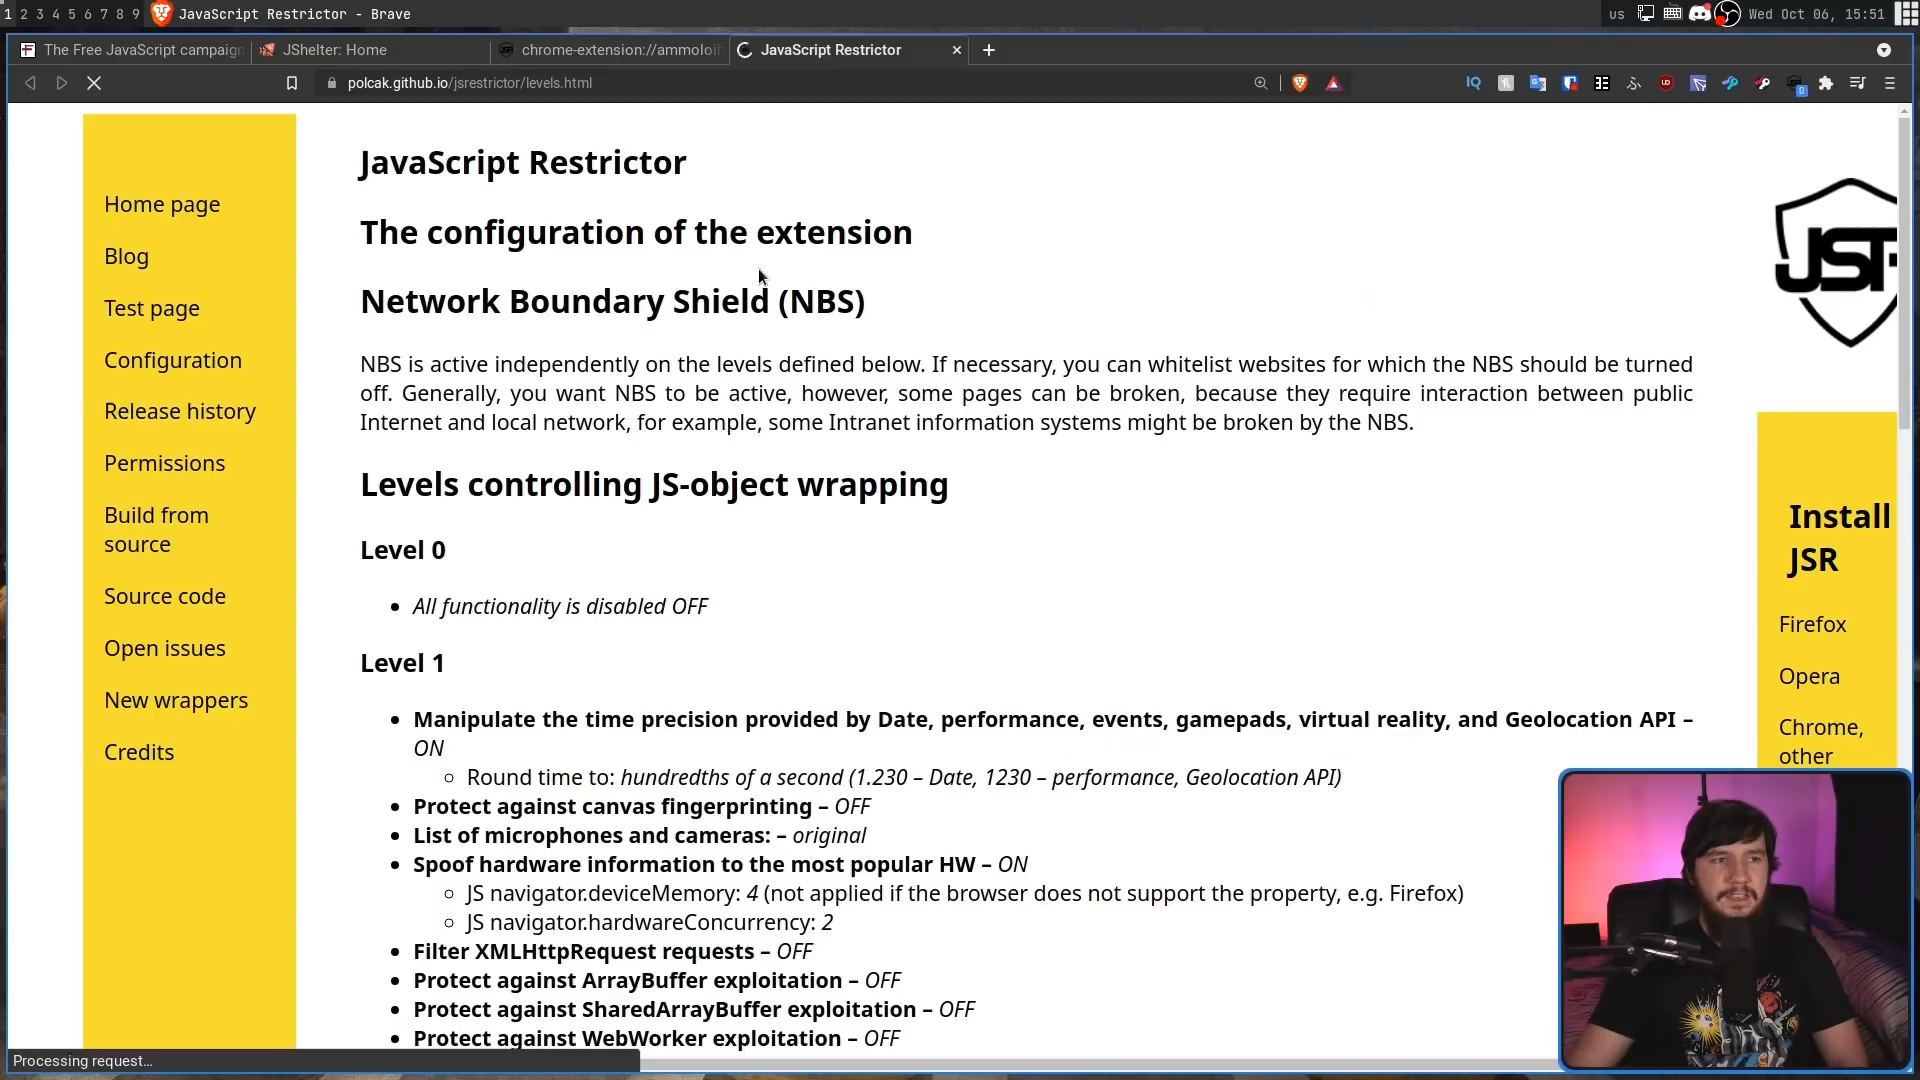 1 2 3 4 5 6 7 8 9 JavaScript Restrictor - Brave
us Wed Oct 06, 15:51
The Free JavaScript campaign
JShelter: Home
chrome-extension://ammoloih
JavaScript Restrictor
polcak.github.io/jsrestrictor/levels.html
IQ
0
Home page
Blog
Test page
Configuration
Release history
Permissions
Build from
source
Source code
Open issues
New wrappers
Credits
JavaScript Restrictor
The configuration of the extension
Network Boundary Shield (NBS)
NBS is active independently on the levels defined below. If necessary, you can whitelist websites for which the NBS should be turned
off. Generally, you want NBS to be active, however, some pages can be broken, because they require interaction between public
Internet and local network, for example, some Intranet information systems might be broken by the NBS.
Levels controlling JS-object wrapping
Level 0
• All functionality is disabled OFF
Level 1
• Manipulate the time precision provided by Date, performance, events, gamepads, virtual reality, and Geolocation API –
ON
◦ Round time to: hundredths of a second (1.230 – Date, 1230 – performance, Geolocation API)
• Protect against canvas fingerprinting – OFF
• List of microphones and cameras: – original
• Spoof hardware information to the most popular HW – ON
◦ JS navigator.deviceMemory: 4 (not applied if the browser does not support the property, e.g. Firefox)
◦ JS navigator.hardwareConcurrency: 2
• Filter XMLHttpRequest requests – OFF
• Protect against ArrayBuffer exploitation – OFF
• Protect against SharedArrayBuffer exploitation – OFF
• Protect against WebWorker exploitation – OFF
JSR
Install
JSR
Firefox
Opera
Chrome,
other
Processing request...